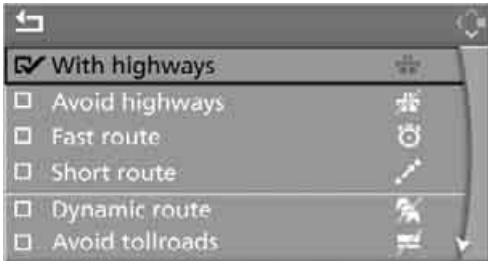 With highways
Avoid highways
Fast route
Short route
Dynamic route
Avoid tollroads